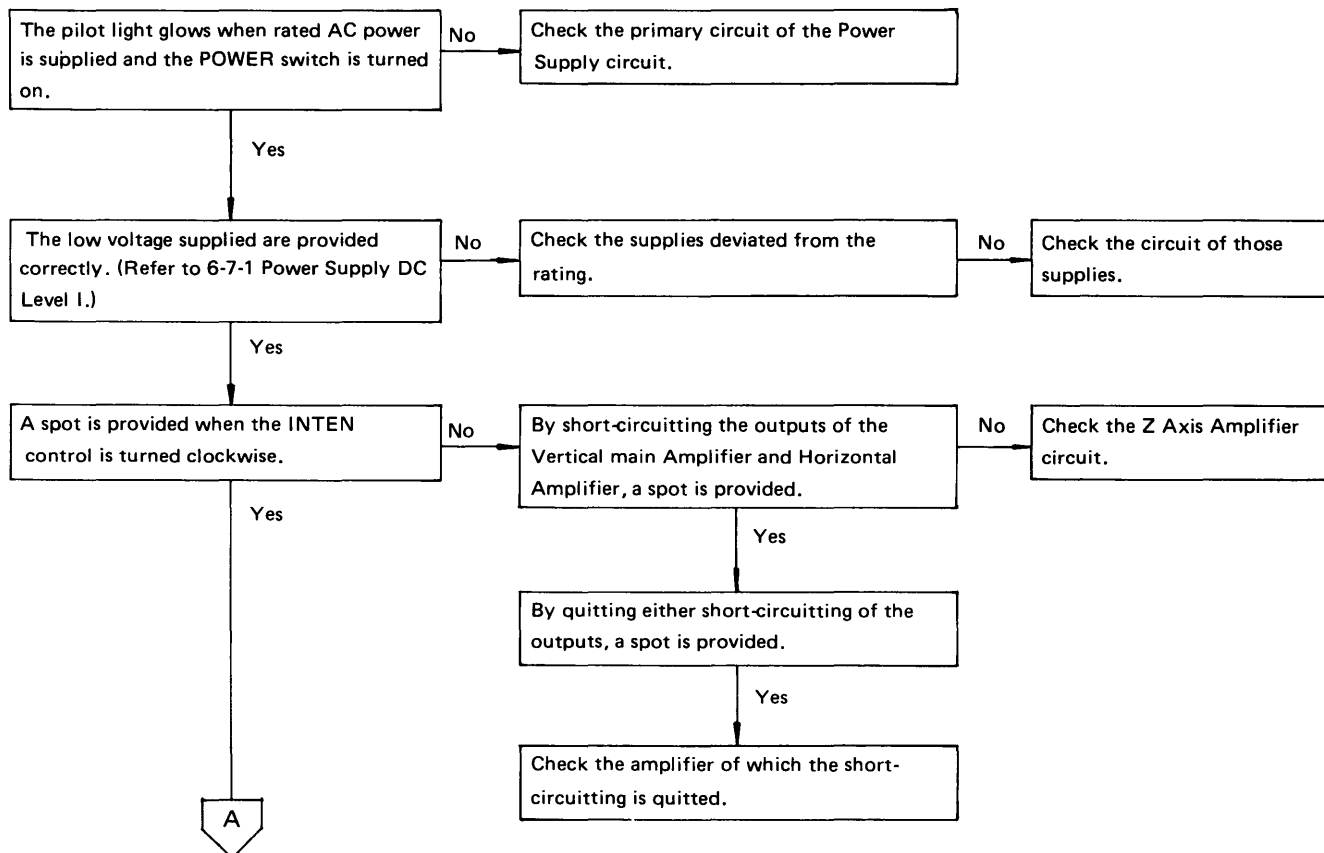 The pilot light glows when rated AC power
is supplied and the POWER switch is turned
on.
No
Check the primary circuit of the Power
Supply circuit.
Yes
The low voltage supplied are provided
correctly. (Refer to 6-7-1 Power Supply DC
Level I.)
No
Check the supplies deviated from the
rating.
No
Check the circuit of those
supplies.
Yes
A spot is provided when the INTEN
control is turned clockwise.
No
By short-circuitting the outputs of the
Vertical main Amplifier and Horizontal
Amplifier, a spot is provided.
No
Check the Z Axis Amplifier
circuit.
Yes
Yes
By quitting either short-circuitting of the
outputs, a spot is provided.
Yes
Check the amplifier of which the short-
circuitting is quitted.
A